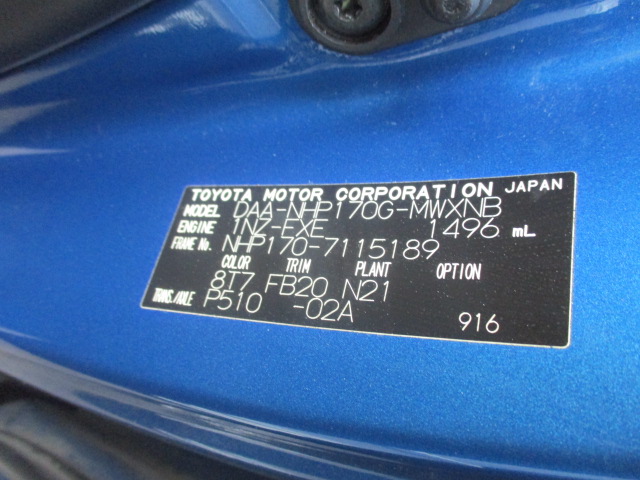 TOYOTA MOTOR CORPORATION JAPAN
MODEL DAA-NHP170G-MWXNB
ENGINE 1NZ-EXE 1496 mL
FRAME No. NHP170-7115189
COLOR TRIM PLANT OPTION
8T7 FB20 N21
TRANS./AXLE P510 -02A
916